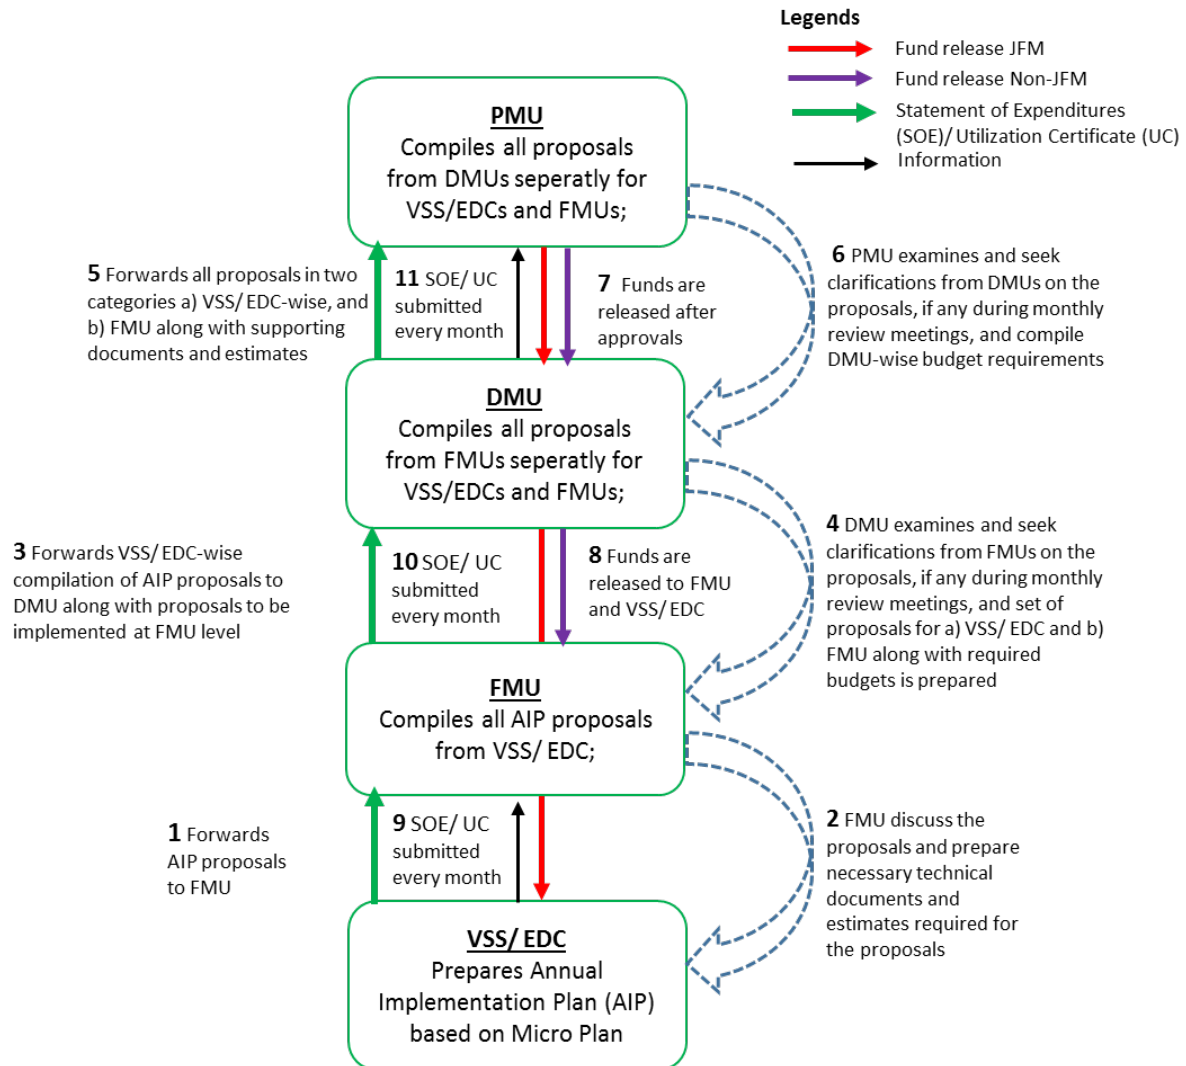 Legends
Fund release JFM
Fund release Non-JFM
Statement of Expenditures
(SOE)/ Utilization Certificate (UC)
Information
PMU
Compiles all proposals
from DMUs seperatly for
VSS/EDCs and FMUs;
5 Forwards all proposals in two
categories a) VSS/ EDC-wise, and
b) FMU along with supporting
documents and estimates
11 SOE/ UC
submitted
every month
7 Funds are
released after
approvals
6 PMU examines and seek
clarifications from DMUs on the
proposals, if any during monthly
review meetings, and compile
DMU-wise budget requirements
DMU
Compiles all proposals
from FMUs seperatly for
VSS/EDCs and FMUs;
3 Forwards VSS/ EDC-wise
compilation of AIP proposals to
DMU along with proposals to be
implemented at FMU level
10 SOE/ UC
submitted
every month
8 Funds are
released to FMU
and VSS/ EDC
4 DMU examines and seek
clarifications from FMUs on the
proposals, if any during monthly
review meetings, and set of
proposals for a) VSS/ EDC and b)
FMU along with required
budgets is prepared
FMU
Compiles all AIP proposals
from VSS/ EDC;
1 Forwards
AIP proposals
to FMU
9 SOE/ UC
submitted
every month
2 FMU discuss the
proposals and prepare
necessary technical
documents and
estimates required for
the proposals
VSS/ EDC
Prepares Annual
Implementation Plan (AIP)
based on Micro Plan